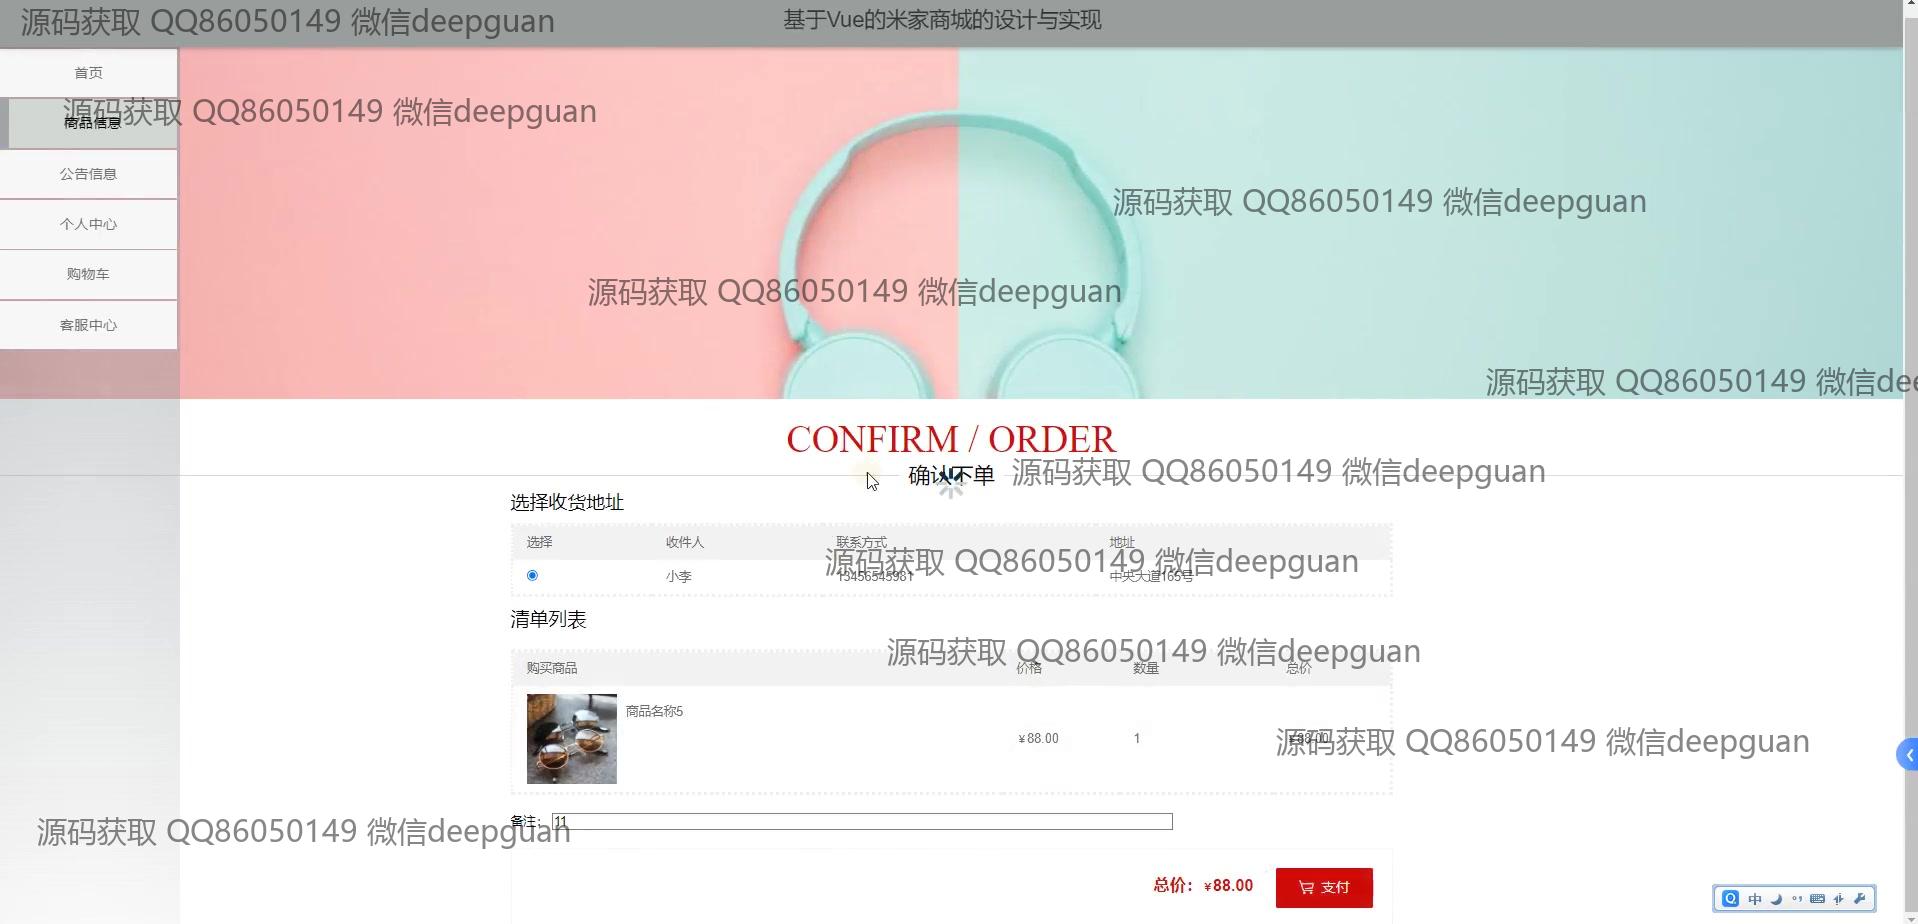 源码获取 QQ86050149 微信deepguan
基于Vue的米家商城的设计与实现
首页
源码获取 QQ86050149 微信deepguan
商品信息
公告信息
源码获取 QQ86050149 微信deepguan
个人中心
购物车
源码获取 QQ86050149 微信deepguan
客服中心
源码获取 QQ86050149 微信dee
CONFIRM / ORDER
确认下单
源码获取 QQ86050149 微信deepguan
选择收货地址
选择 收件人 联系方式 地址
源码获取 QQ86050149 微信deepguan
小李 13456545981 中央大道165号
清单列表
源码获取 QQ86050149 微信deepguan
购买商品 价格 数量 总价
商品名称5
¥88.00 1 ¥88.00
源码获取 QQ86050149 微信deepguan
备注： 11
源码获取 QQ86050149 微信deepguan
总价：¥88.00 支付
中